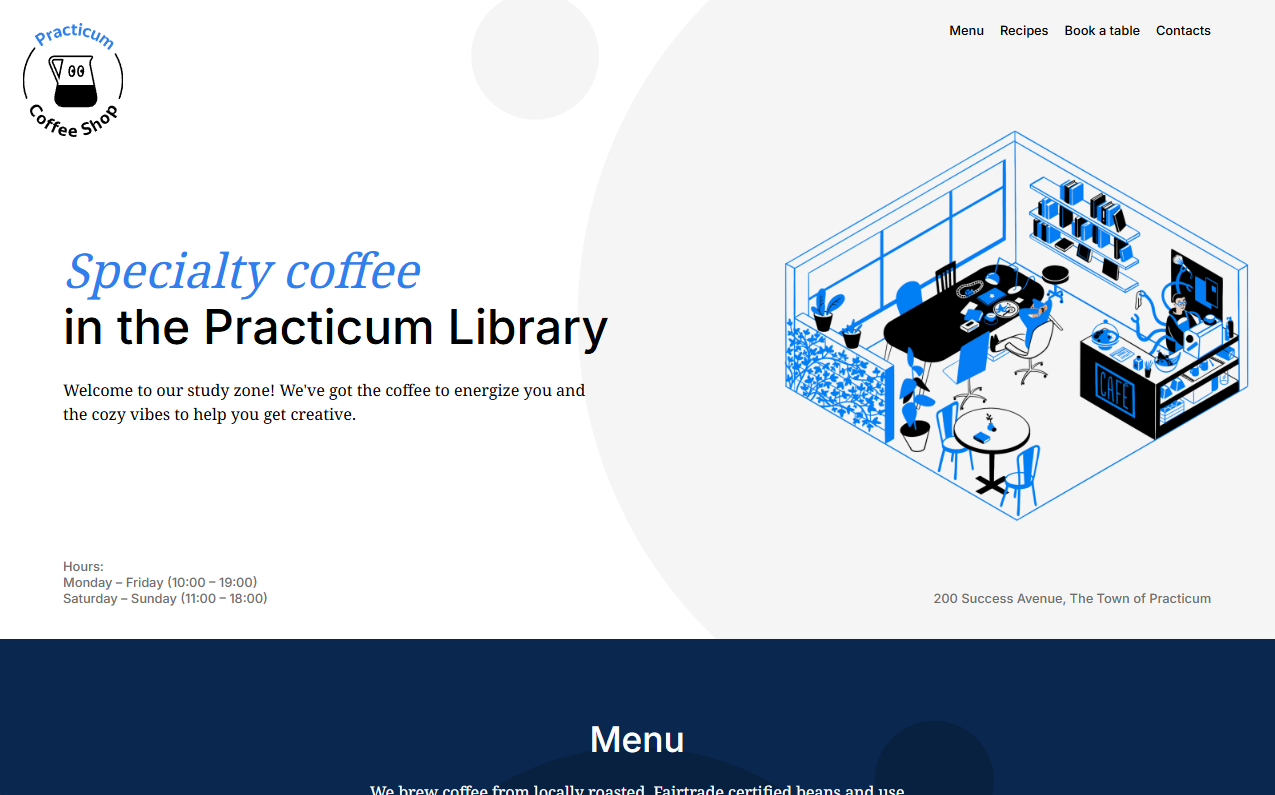 Practicum
Coffee Shop
Menu Recipes Book a table Contacts
Specialty coffee
in the Practicum Library
Welcome to our study zone! We've got the coffee to energize you and
the cozy vibes to help you get creative.
CAFE
Hours:
Monday – Friday (10:00 – 19:00)
Saturday – Sunday (11:00 – 18:00)
200 Success Avenue, The Town of Practicum
Menu
We brew coffee from locally roasted, Fairtrade certified beans and use